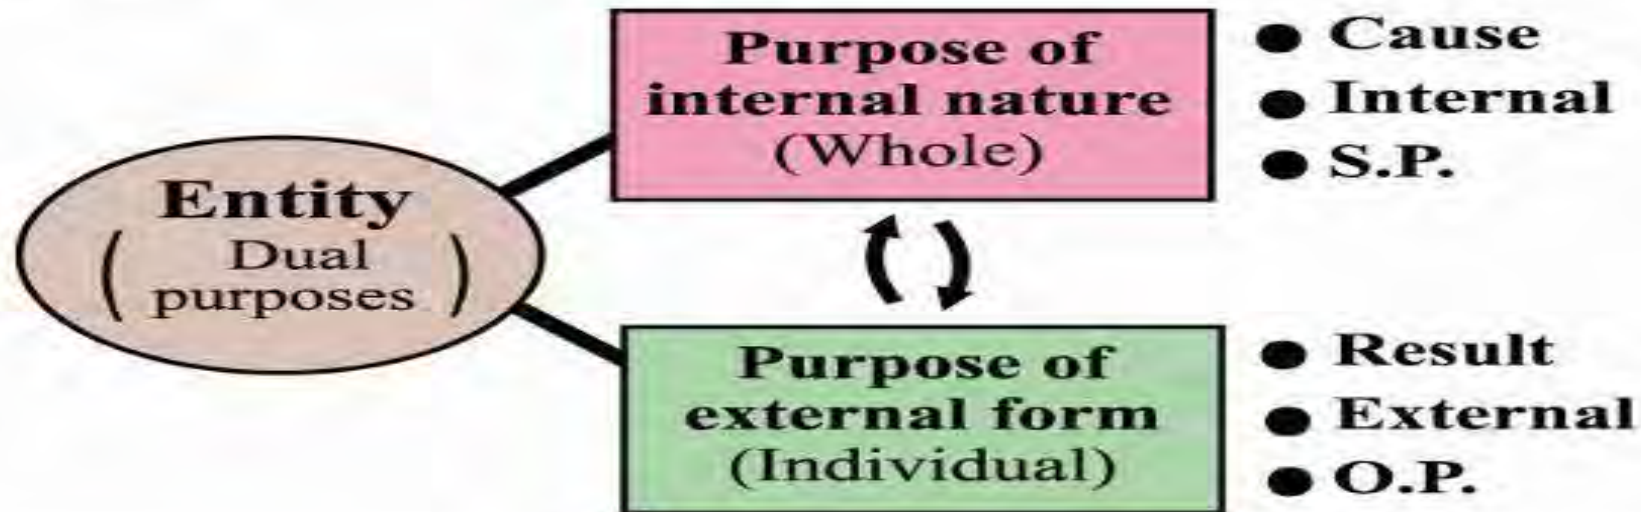 Entity
( Dual
purposes )
Purpose of
internal nature
(Whole)
● Cause
● Internal
● S.P.
Purpose of
external form
(Individual)
● Result
● External
● O.P.